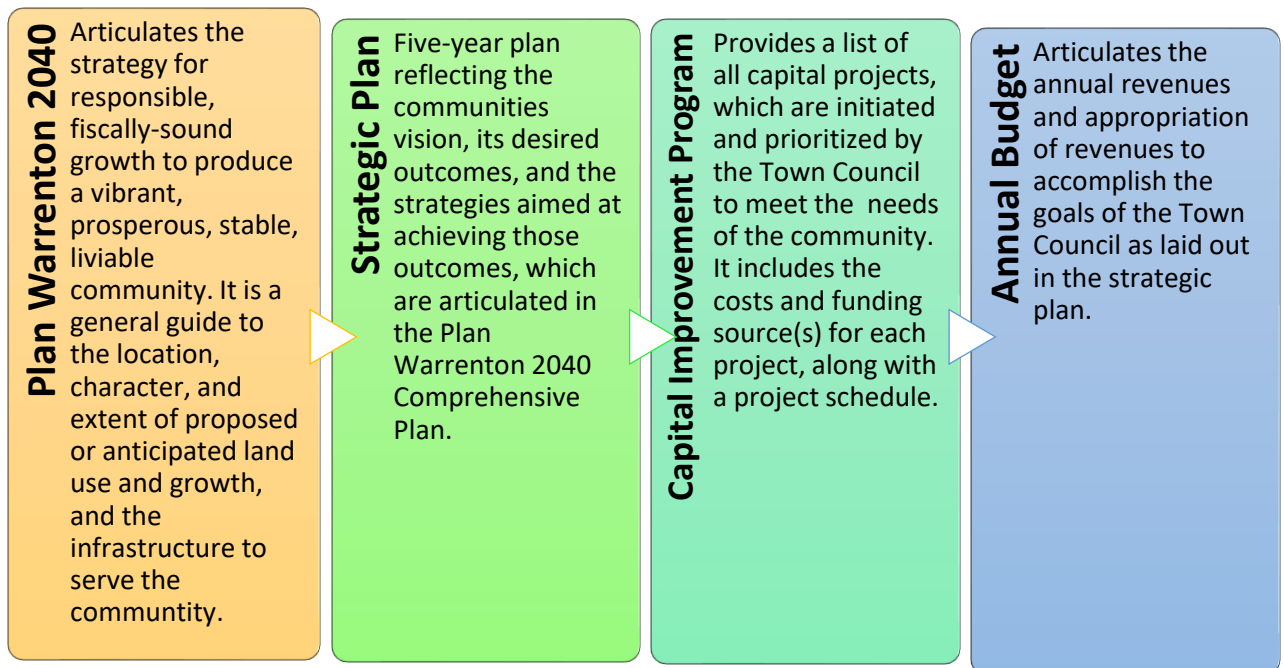 Plan Warrenton 2040
Articulates the
strategy for
responsible,
fiscally-sound
growth to produce
a vibrant,
prosperous, stable,
liviable
community. It is a
general guide to
the location,
character, and
extent of proposed
or anticipated land
use and growth,
and the
infrastructure to
serve the
communtity.
Strategic Plan
Five-year plan
reflecting the
communities
vision, its desired
outcomes, and the
strategies aimed at
achieving those
outcomes, which
are articulated in
the Plan
Warrenton 2040
Comprehensive
Plan.
Capital Improvement Program
Provides a list of
all capital projects,
which are initiated
and prioritized by
the Town Council
to meet the needs
of the community.
It includes the
costs and funding
source(s) for each
project, along with
a project schedule.
Annual Budget
Articulates the
annual revenues
and appropriation
of revenues to
accomplish the
goals of the Town
Council as laid out
in the strategic
plan.